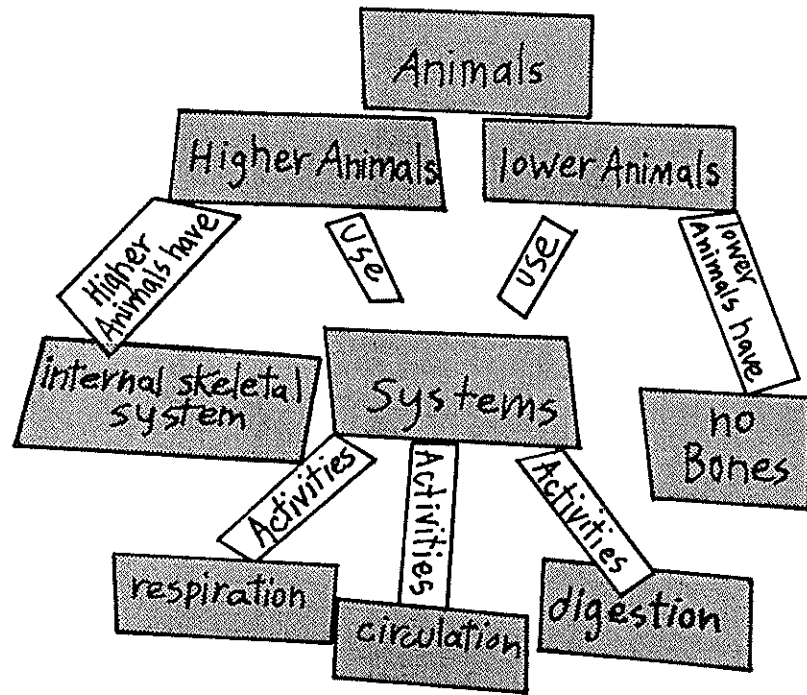 Animals
Higher Animals
lower Animals
Higher
Animals have
use
use
lower
Animals have
internal skeletal
system
Systems
no
Bones
Activities
Activities
Activities
respiration
circulation
digestion